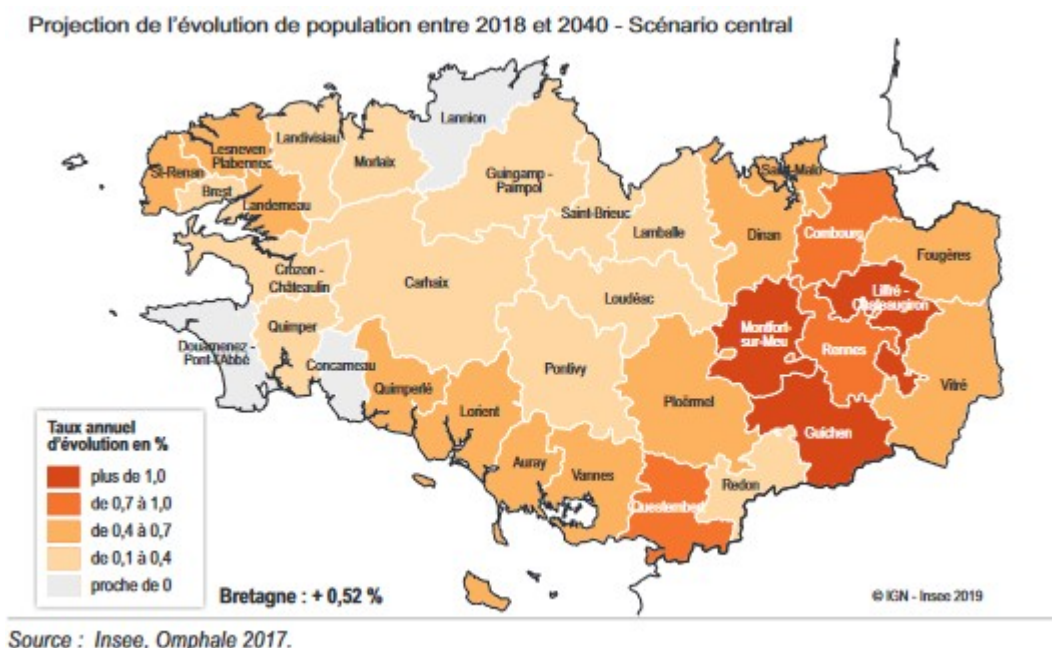 Projection de l'évolution de population entre 2018 et 2040 - Scénario central
Lannion
Landivisiau
Lesneven -
Plabennec
Morlaix
St-Renan
Guingamp -
Paimpol
Brest
Saint-Malo
Landerneau
Saint-Brieuc
Lamballe
Dinan
Combourg
Fougères
Crozon -
Châteaulin
Carhaix
Loudéac
Liffré -
Chateaugiron
Quimper
Montfort-
sur-Meu
Rennes
Douarnenez -
Pont-l'Abbé
Concarneau
Pontivy
Quimperlé
Ploërmel
Vitré
Lorient
Guichen
Auray
Vannes
Redon
Questembert
Taux annuel
d'évolution en %
plus de 1,0
de 0,7 à 1,0
de 0,4 à 0,7
de 0,1 à 0,4
proche de 0
Bretagne : + 0,52 %
© IGN - Insee 2019
Source : Insee, Omphale 2017.